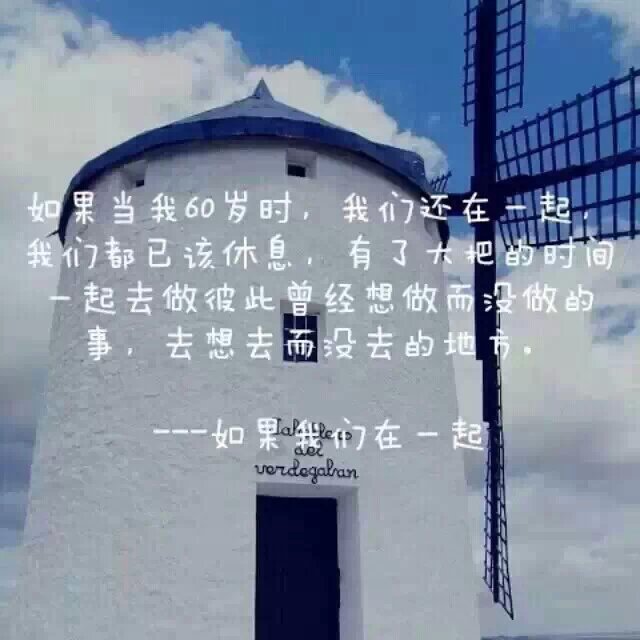 如果当我60岁时，我们还在一起，
我们都已该休息，有了大把的时间
一起去做彼此曾经想做而没做的
事，去想去而没去的地方。
---如果我们在一起
del
verdegaban